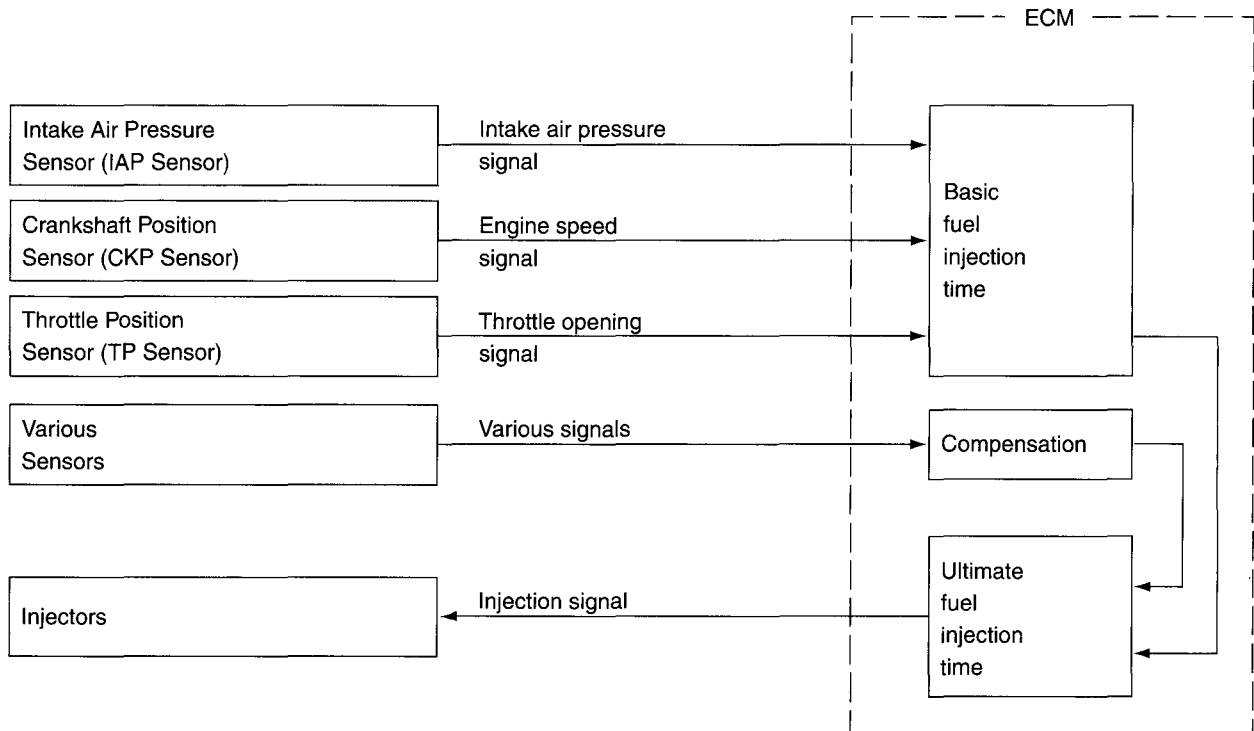 ECM
Intake Air Pressure
Sensor (IAP Sensor)
Intake air pressure
signal
Crankshaft Position
Sensor (CKP Sensor)
Engine speed
signal
Throttle Position
Sensor (TP Sensor)
Throttle opening
signal
Basic
fuel
injection
time
Various
Sensors
Various signals
Compensation
Injectors
Injection signal
Ultimate
fuel
injection
time